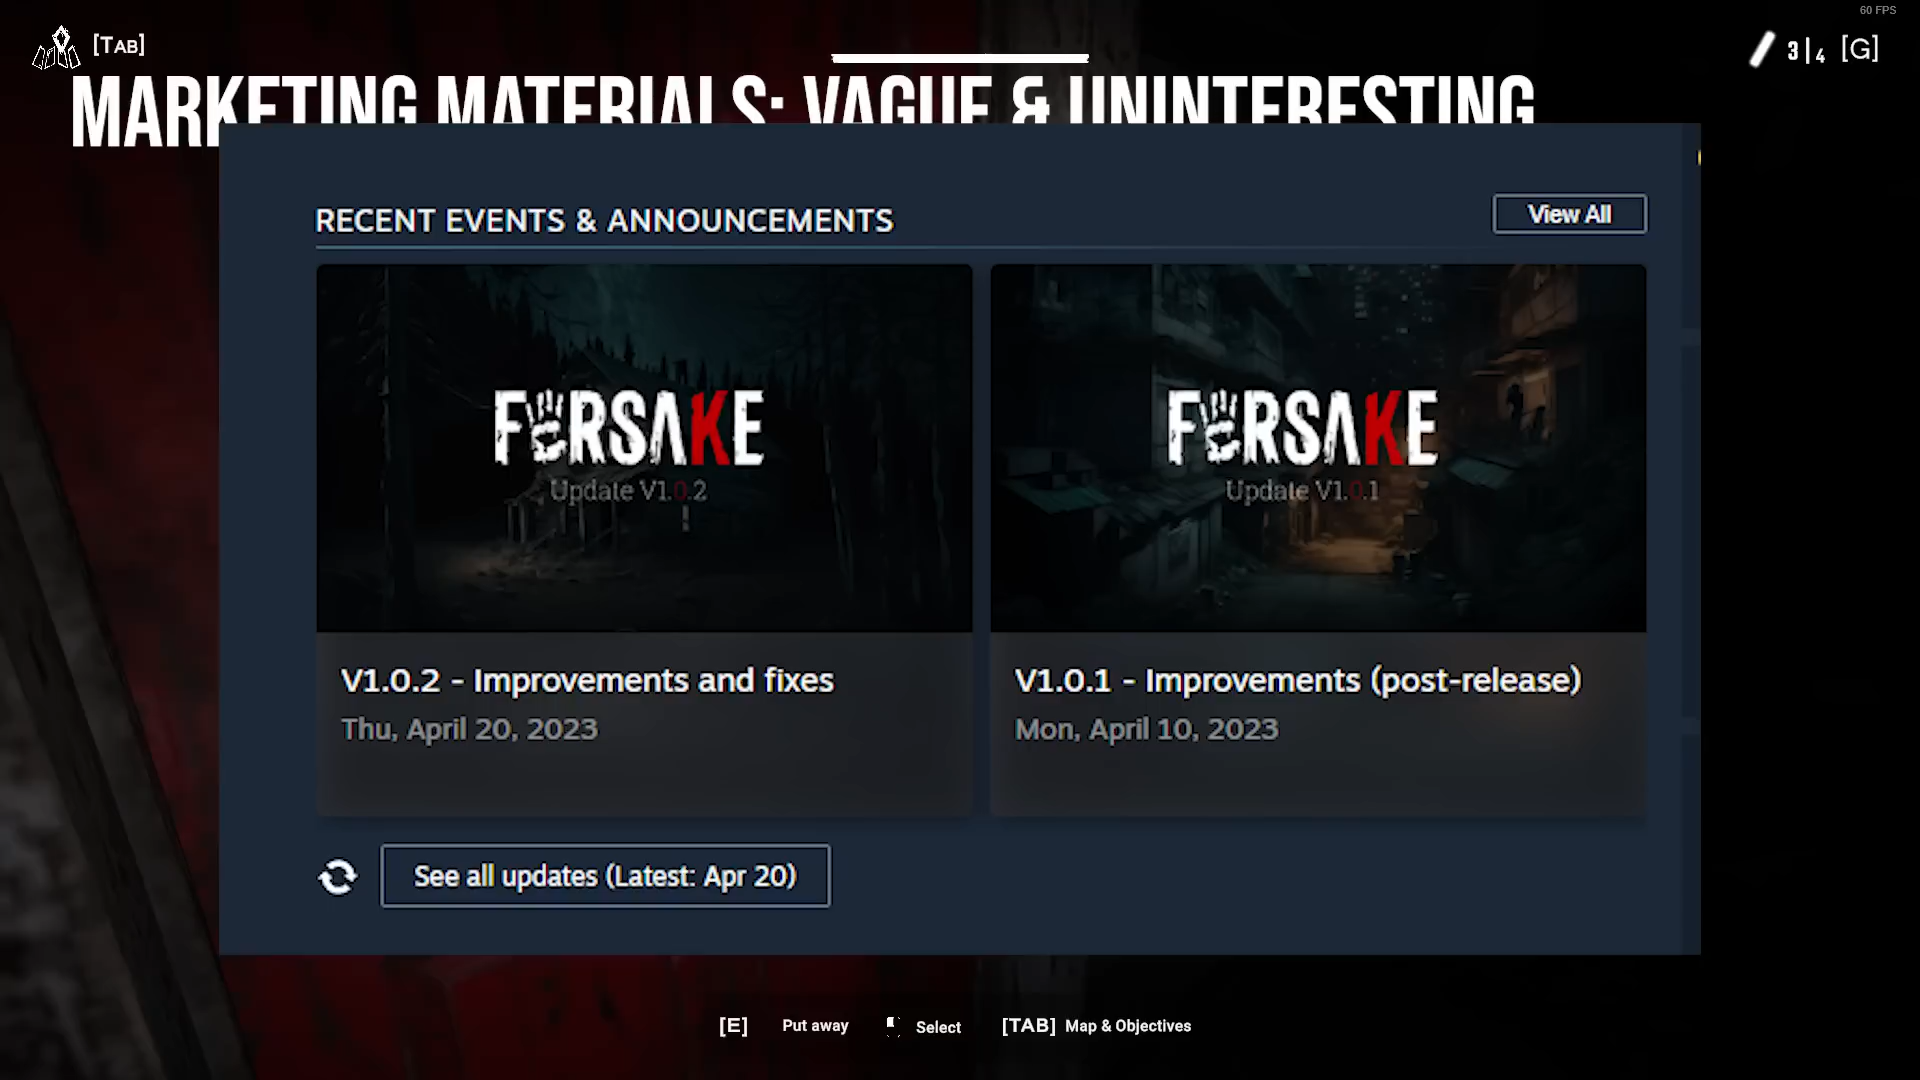 60 FPS
[TAB]
3|4 [G]
MARKETING MATERIALS: VAGUE & UNINTERESTING
RECENT EVENTS & ANNOUNCEMENTS
View All
FORSAKE
Update V1.0.2
FORSAKE
Update V1.0.1
V1.0.2 - Improvements and fixes
Thu, April 20, 2023
V1.0.1 - Improvements (post-release)
Mon, April 10, 2023
See all updates (Latest: Apr 20)
[E] Put away Select [TAB] Map & Objectives